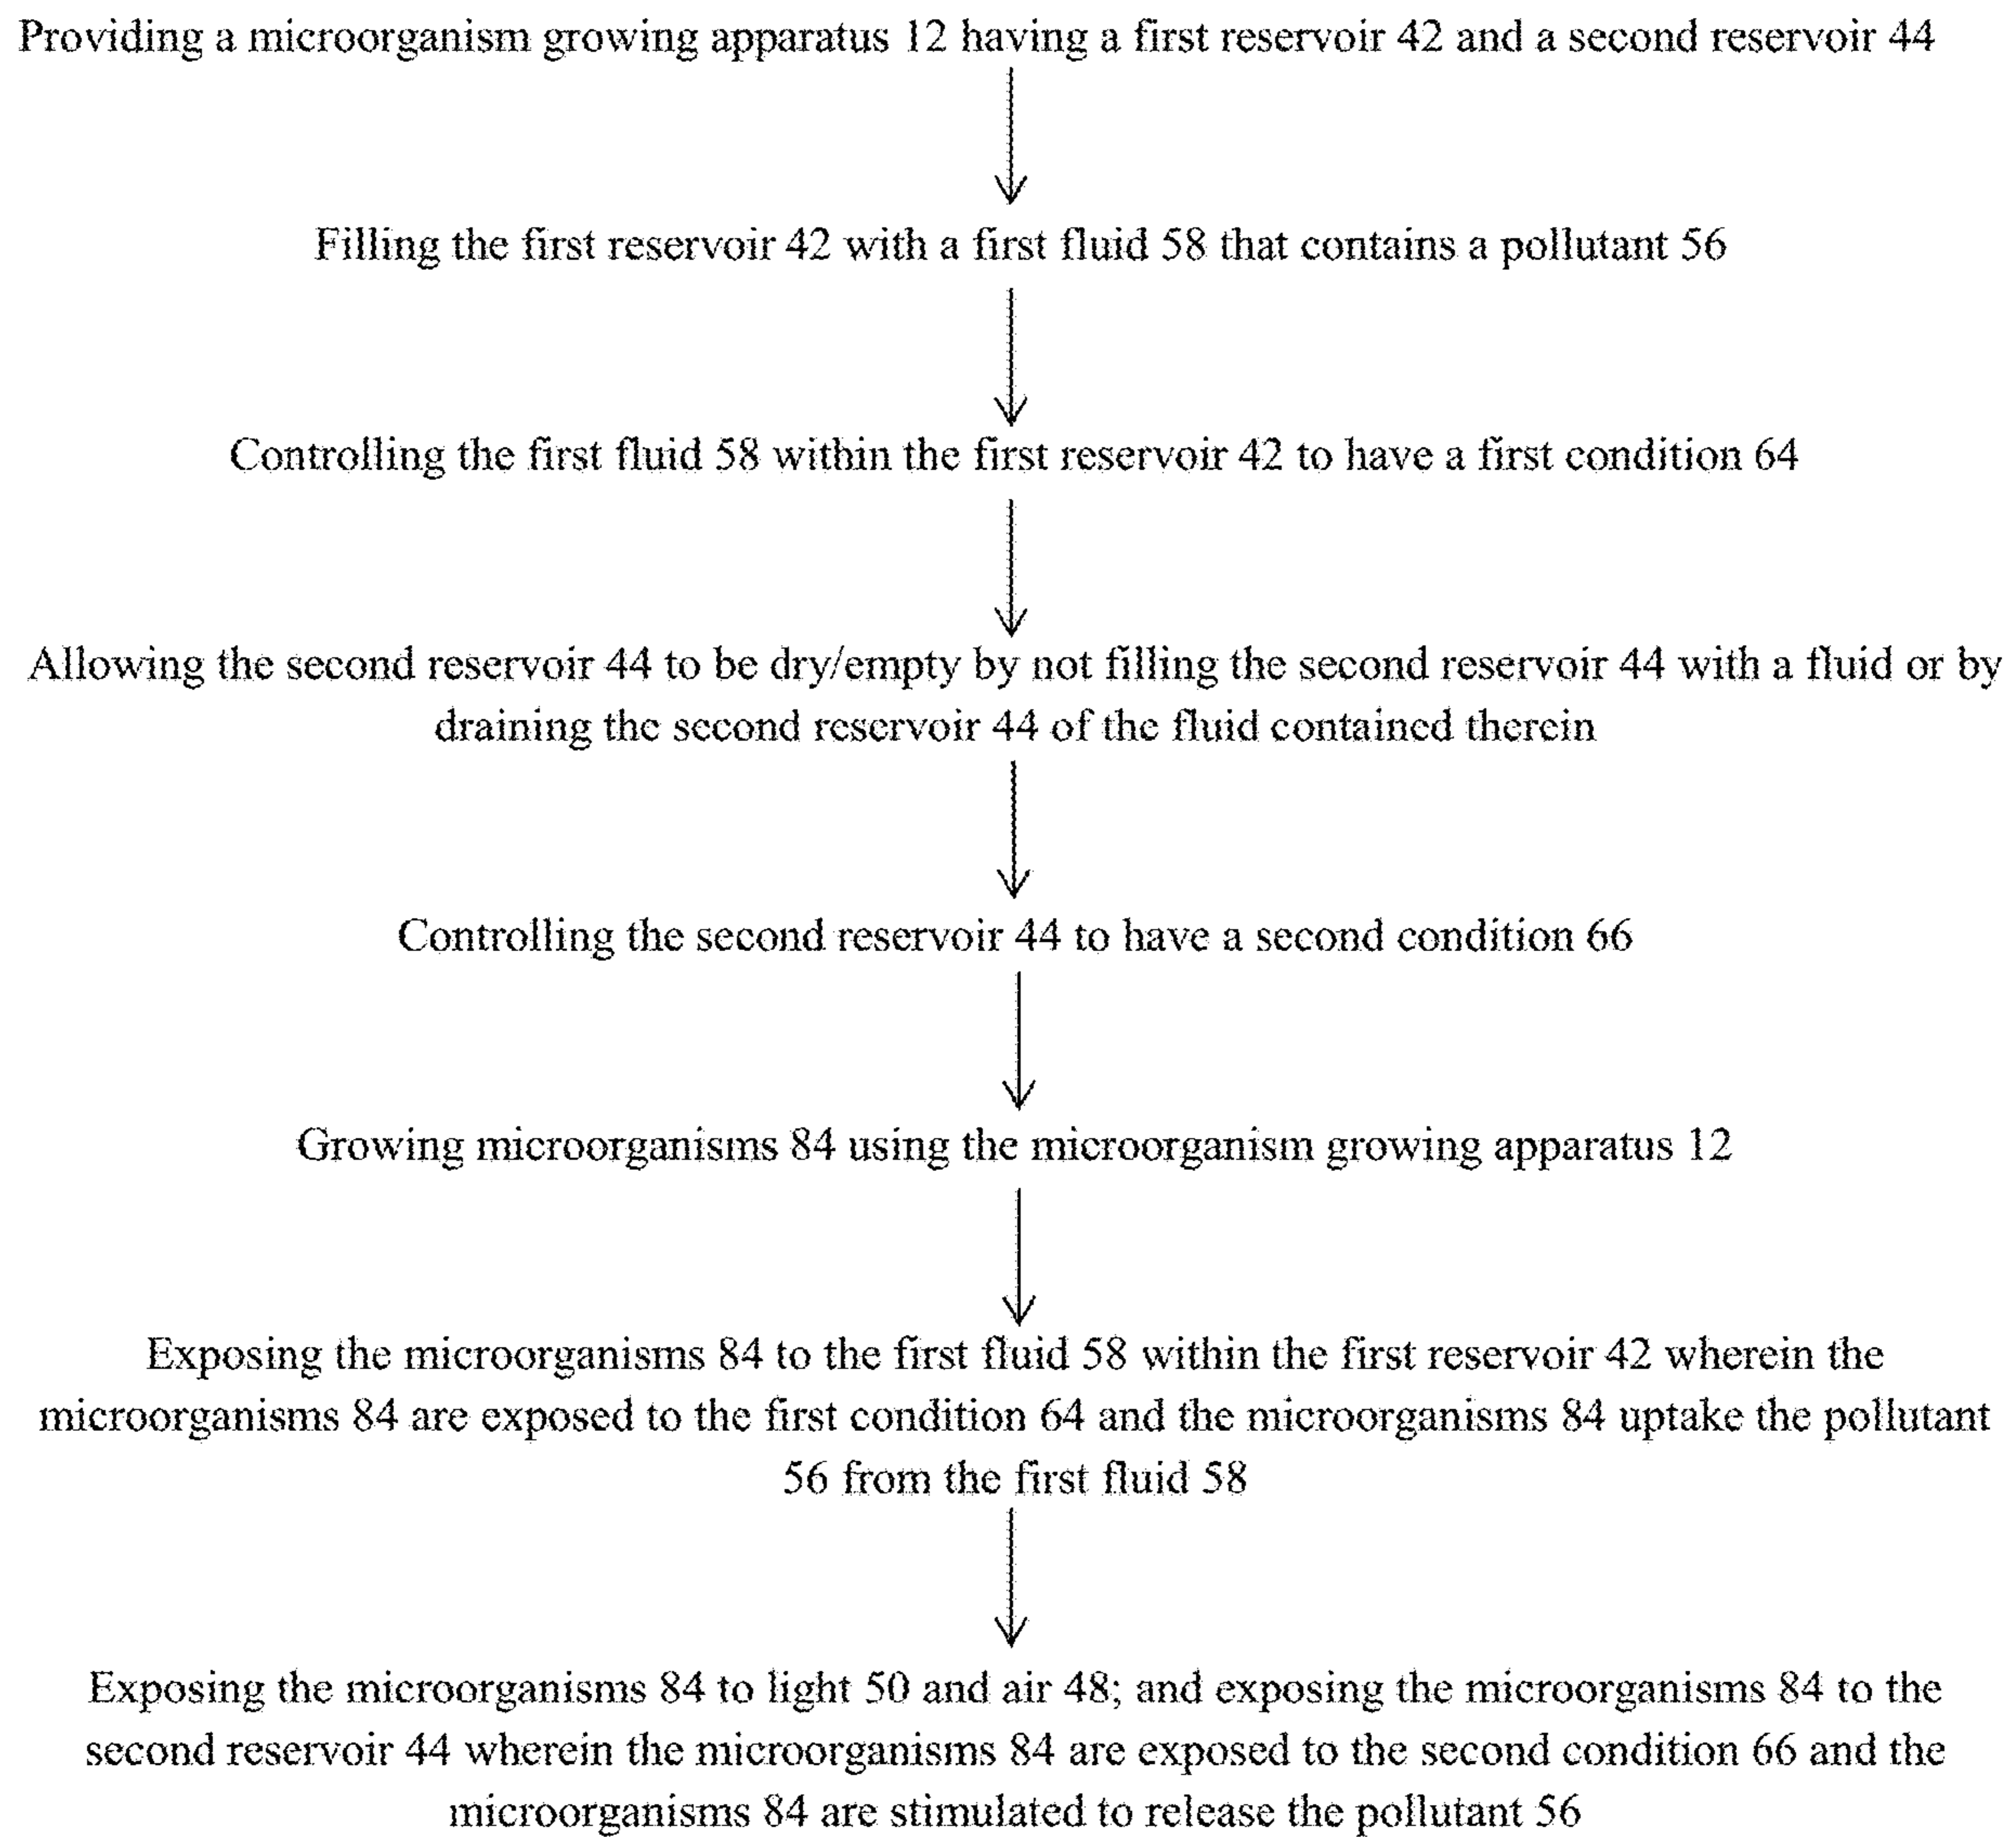 Providing a microorganism growing apparatus 12 having a first reservoir 42 and a second reservoir 44
Filling the first reservoir 42 with a first fluid 58 that contains a pollutant 56
Controlling the first fluid 58 within the first reservoir 42 to have a first condition 64
Allowing the second reservoir 44 to be dry/empty by not filling the second reservoir 44 with a fluid or by
draining the second reservoir 44 of the fluid contained therein
Controlling the second reservoir 44 to have a second condition 66
Growing microorganisms 84 using the microorganism growing apparatus 12
Exposing the microorganisms 84 to the first fluid 58 within the first reservoir 42 wherein the
microorganisms 84 are exposed to the first condition 64 and the microorganisms 84 uptake the pollutant
56 from the first fluid 58
Exposing the microorganisms 84 to light 50 and air 48; and exposing the microorganisms 84 to the
second reservoir 44 wherein the microorganisms 84 are exposed to the second condition 66 and the
microorganisms 84 are stimulated to release the pollutant 56